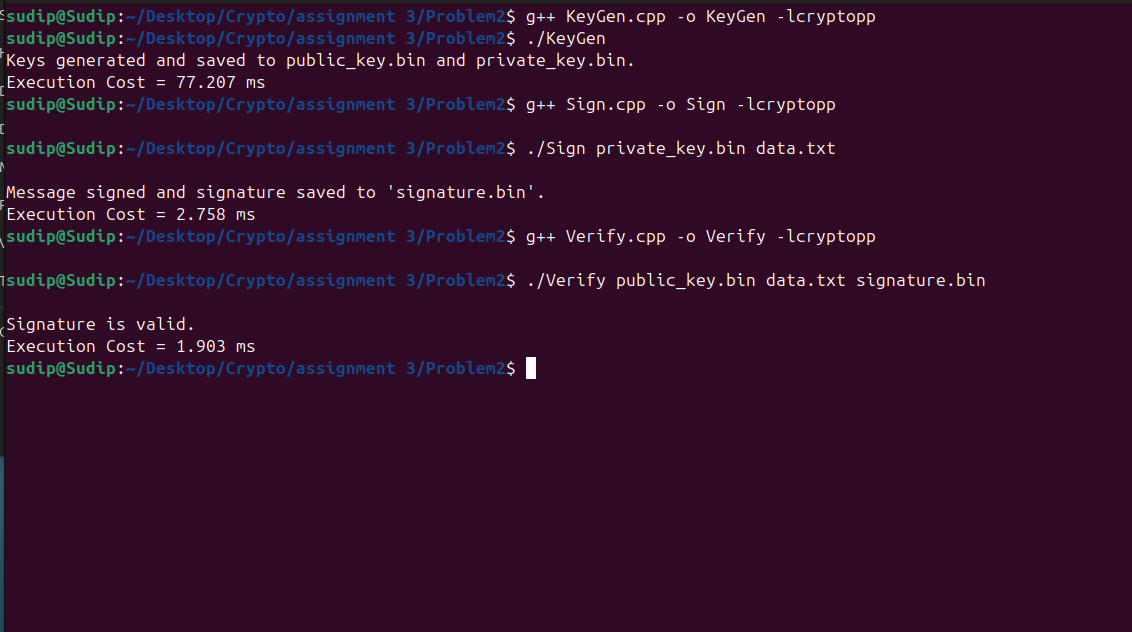 sudip@Sudip:~/Desktop/Crypto/assignment 3/Problem2$ g++ KeyGen.cpp -o KeyGen -lcryptopp
sudip@Sudip:~/Desktop/Crypto/assignment 3/Problem2$ ./KeyGen
Keys generated and saved to public_key.bin and private_key.bin.
Execution Cost = 77.207 ms
sudip@Sudip:~/Desktop/Crypto/assignment 3/Problem2$ g++ Sign.cpp -o Sign -lcryptopp
sudip@Sudip:~/Desktop/Crypto/assignment 3/Problem2$ ./Sign private_key.bin data.txt
Message signed and signature saved to 'signature.bin'.
Execution Cost = 2.758 ms
sudip@Sudip:~/Desktop/Crypto/assignment 3/Problem2$ g++ Verify.cpp -o Verify -lcryptopp
sudip@Sudip:~/Desktop/Crypto/assignment 3/Problem2$ ./Verify public_key.bin data.txt signature.bin
Signature is valid.
Execution Cost = 1.903 ms
sudip@Sudip:~/Desktop/Crypto/assignment 3/Problem2$